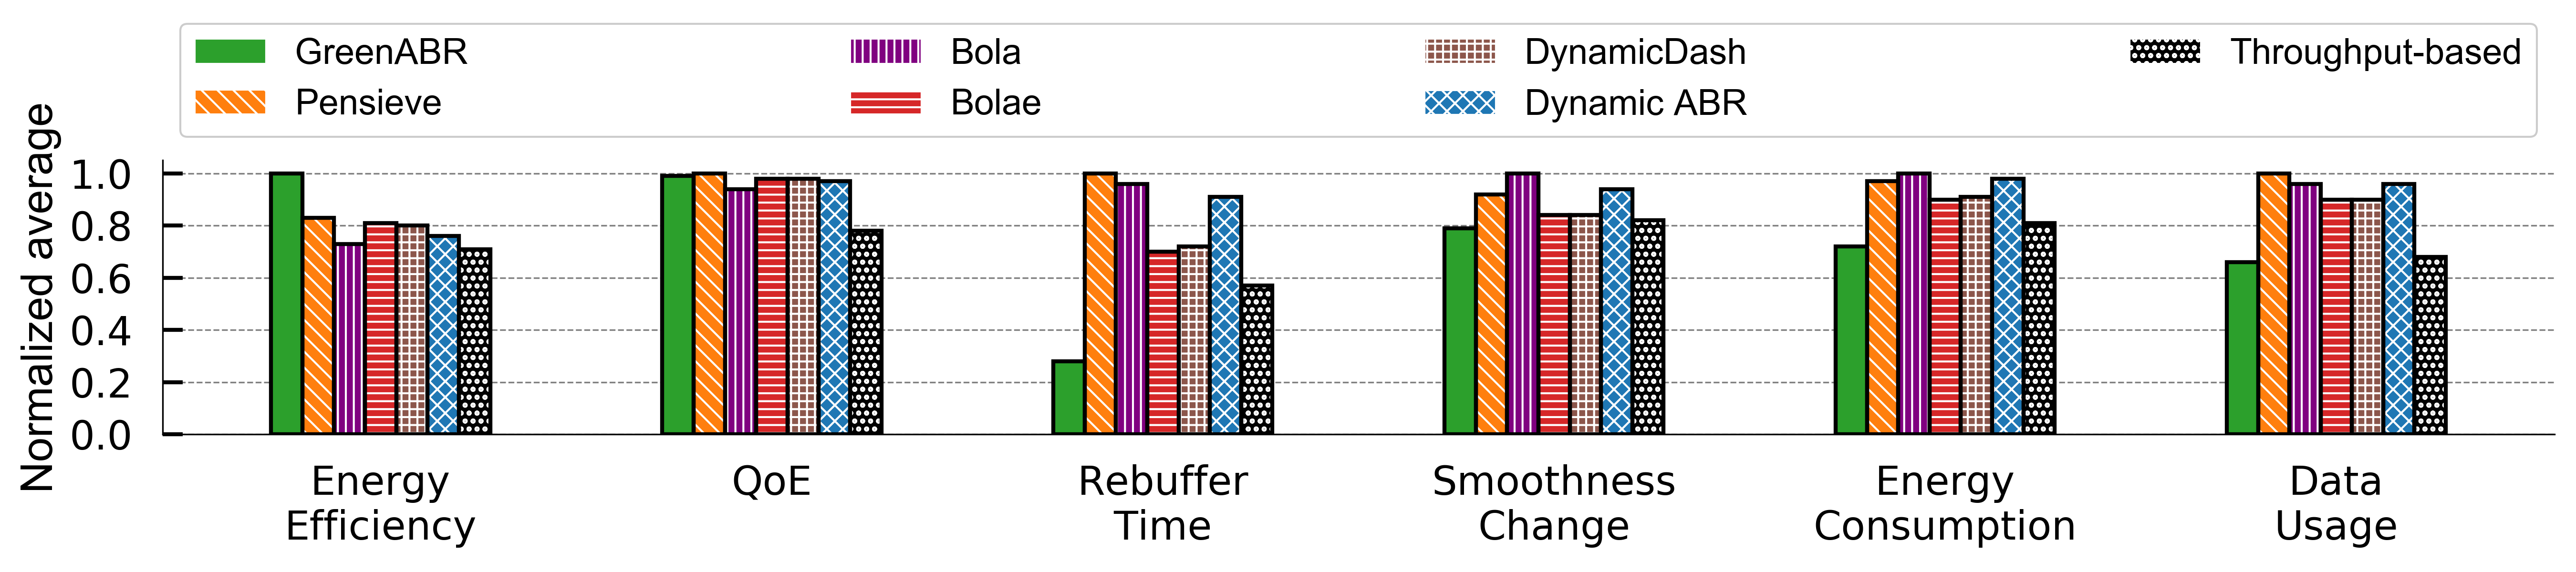 GreenABR
Pensieve
Bola
Bolae
DynamicDash
Dynamic ABR
Throughput-based
Normalized average
1.0
0.8
0.6
0.4
0.2
0.0
Energy
Efficiency
QoE
Rebuffer
Time
Smoothness
Change
Energy
Consumption
Data
Usage